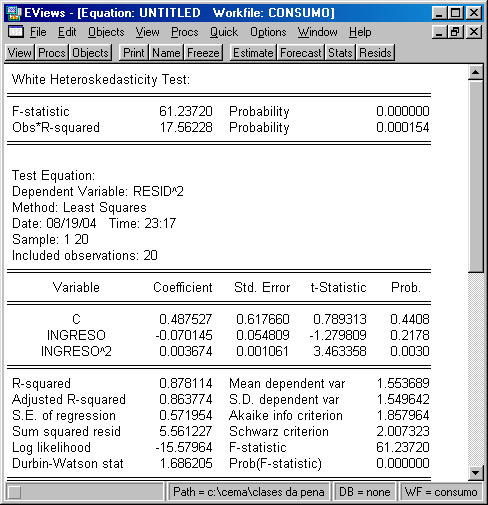 EViews - [Equation: UNTITLED Workfile: CONSUMO]
File Edit Objects View Procs Quick Options Window Help
View Procs Objects Print Name Freeze Estimate Forecast Stats Resids
White Heteroskedasticity Test:
F-statistic 61.23720 Probability 0.000000
Obs*R-squared 17.56228 Probability 0.000154
Test Equation:
Dependent Variable: RESID^2
Method: Least Squares
Date: 08/19/04 Time: 23:17
Sample: 1 20
Included observations: 20
Variable Coefficient Std. Error t-Statistic Prob.
C 0.487527 0.617660 0.789313 0.4408
INGRESO -0.070145 0.054809 -1.279809 0.2178
INGRESO^2 0.003674 0.001061 3.463358 0.0030
R-squared 0.878114 Mean dependent var 1.553689
Adjusted R-squared 0.863774 S.D. dependent var 1.549642
S.E. of regression 0.571954 Akaike info criterion 1.857964
Sum squared resid 5.561227 Schwarz criterion 2.007323
Log likelihood -15.57964 F-statistic 61.23720
Durbin-Watson stat 1.686205 Prob(F-statistic) 0.000000
Path = c:\cema\clases da pena DB = none WF = consumo